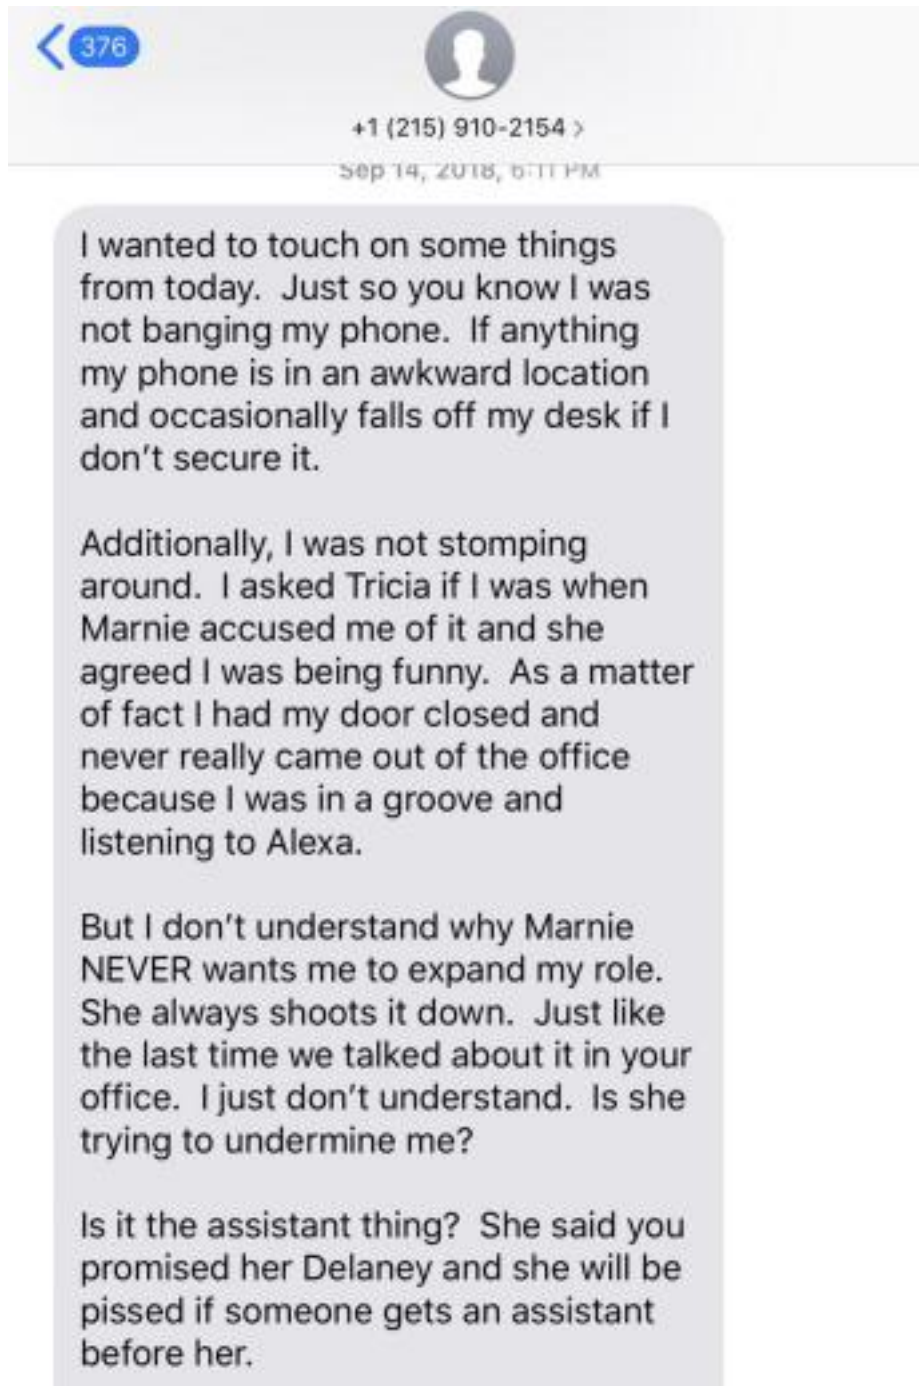 376
+1 (215) 910-2154 >
Sep 14, 2018, 6:11 PM
I wanted to touch on some things
from today.  Just so you know I was
not banging my phone.  If anything
my phone is in an awkward location
and occasionally falls off my desk if I
don’t secure it.
Additionally, I was not stomping
around.  I asked Tricia if I was when
Marnie accused me of it and she
agreed I was being funny.  As a matter
of fact I had my door closed and
never really came out of the office
because I was in a groove and
listening to Alexa.
But I don’t understand why Marnie
NEVER wants me to expand my role.
She always shoots it down.  Just like
the last time we talked about it in your
office.  I just don’t understand.  Is she
trying to undermine me?
Is it the assistant thing?  She said you
promised her Delaney and she will be
pissed if someone gets an assistant
before her.